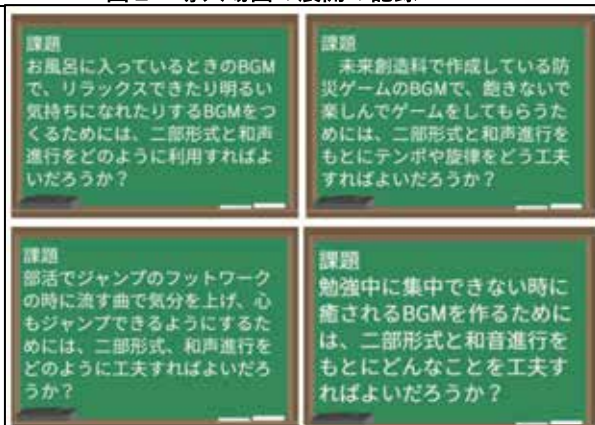 課題
お風呂に入っているときのBGM
で、リラックスできたり明るい
気持ちになれたりするBGMをつ
くるためには、二部形式と和声
進行をどのように利用すればよ
いだろうか？
課題
　未来創造科で作成している防
災ゲームのBGMで、飽きないで
楽しんでゲームをしてもらうた
めには、二部形式と和声進行を
もとにテンポや旋律をどう工夫
すればよいだろうか？
課題
部活でジャンプのフットワーク
の時に流す曲で気分を上げ、心
もジャンプできるようにするた
めには、二部形式、和声進行を
どのように工夫すればよいだろ
うか？
課題
勉強中に集中できない時に
癒されるBGMを作るために
は、二部形式と和音進行を
もとにどんなことを工夫す
ればよいだろうか？